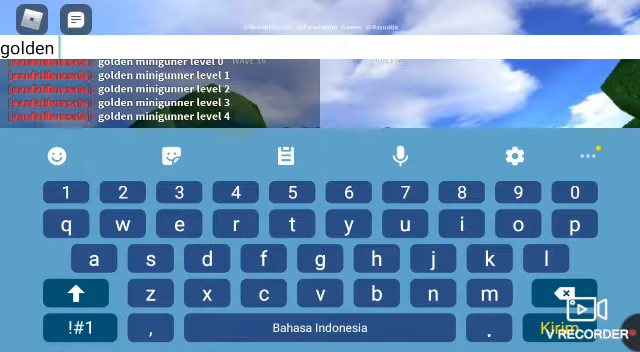 golden
golden miniguner level 0
golden minigunner level 1
golden minigunner level 2
golden minigunner level 3
golden minigunner level 4
WAVE 16
1 2 3 4 5 6 7 8 9 0
q w e r t y u i o p
a s d f g h j k l
z x c v b n m
!#1 , Bahasa Indonesia . Kirim
V RECORDER